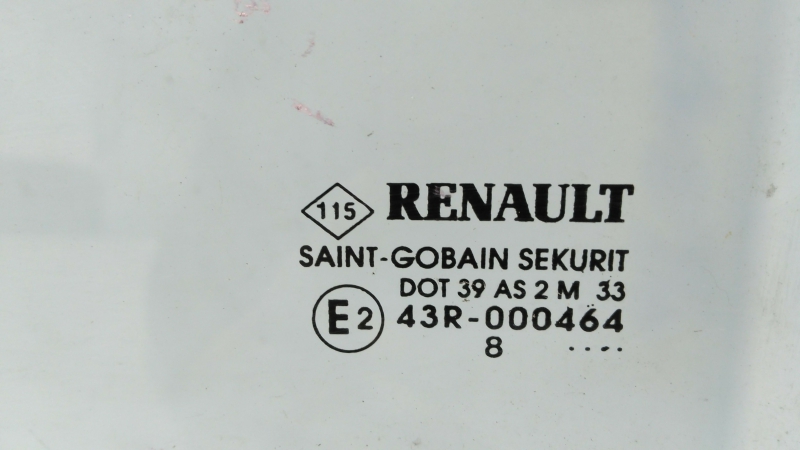 115 RENAULT
SAINT-GOBAIN SEKURIT
DOT 39 AS 2 M 33
E2 43R-000464
8 ....